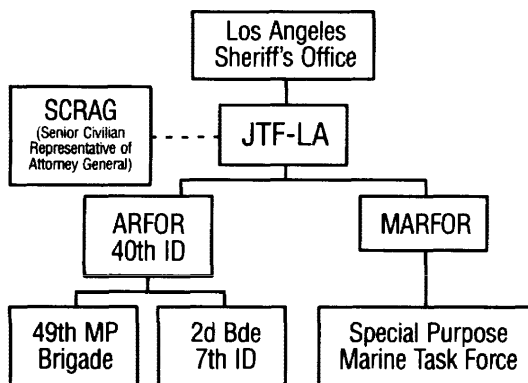 Los Angeles
Sheriff's Office
SCRAG
(Senior Civilian
Representative of
Attorney General)
JTF-LA
ARFOR
40th ID
MARFOR
49th MP
Brigade
2d Bde
7th ID
Special Purpose
Marine Task Force